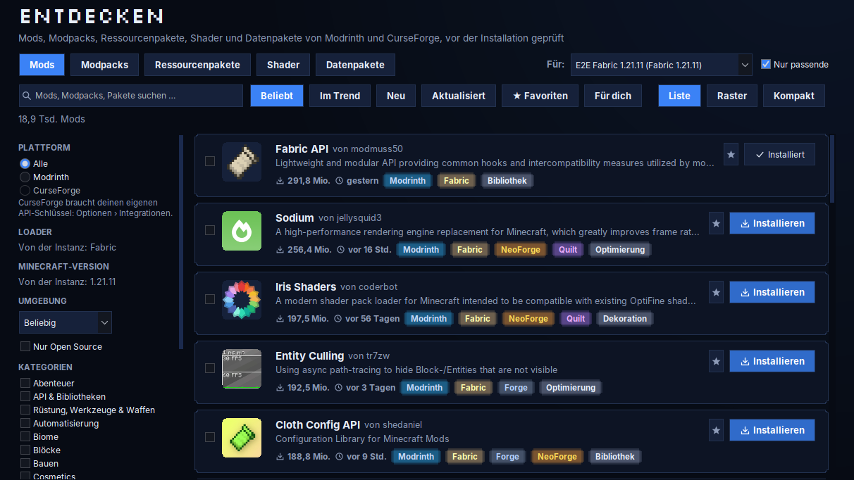 ENTDECKEN
Mods, Modpacks, Ressourcenpakete, Shader und Datenpakete von Modrinth und CurseForge, vor der Installation geprüft
Mods Modpacks Ressourcenpakete Shader Datenpakete Für: E2E Fabric 1.21.11 (Fabric 1.21.11) Nur passende
Mods, Modpacks, Pakete suchen ... Beliebt Im Trend Neu Aktualisiert ★ Favoriten Für dich Liste Raster Kompakt
18,9 Tsd. Mods
PLATTFORM
Alle
Modrinth
CurseForge
CurseForge braucht deinen eigenen
API-Schlüssel: Optionen › Integrationen.
LOADER
Von der Instanz: Fabric
MINECRAFT-VERSION
Von der Instanz: 1.21.11
UMGEBUNG
Beliebig
Nur Open Source
KATEGORIEN
Abenteuer
API & Bibliotheken
Rüstung, Werkzeuge & Waffen
Automatisierung
Biome
Blöcke
Bauen
Cosmetics
Fabric API von modmuss50
Lightweight and modular API providing common hooks and intercompatibility measures utilized by mo...
291,8 Mio. gestern Modrinth Fabric Bibliothek
★ Installiert
Sodium von jellysquid3
A high-performance rendering engine replacement for Minecraft, which greatly improves frame rat...
256,4 Mio. vor 16 Std. Modrinth Fabric NeoForge Quilt Optimierung
★ Installieren
Iris Shaders von coderbot
A modern shader pack loader for Minecraft intended to be compatible with existing OptiFine shad...
197,5 Mio. vor 56 Tagen Modrinth Fabric NeoForge Quilt Dekoration
★ Installieren
Entity Culling von tr7zw
Using async path-tracing to hide Block-/Entities that are not visible
192,5 Mio. vor 3 Tagen Modrinth Fabric Forge Optimierung
★ Installieren
Cloth Config API von shedaniel
Configuration Library for Minecraft Mods
188,8 Mio. vor 9 Std. Modrinth Fabric Forge NeoForge Bibliothek
★ Installieren